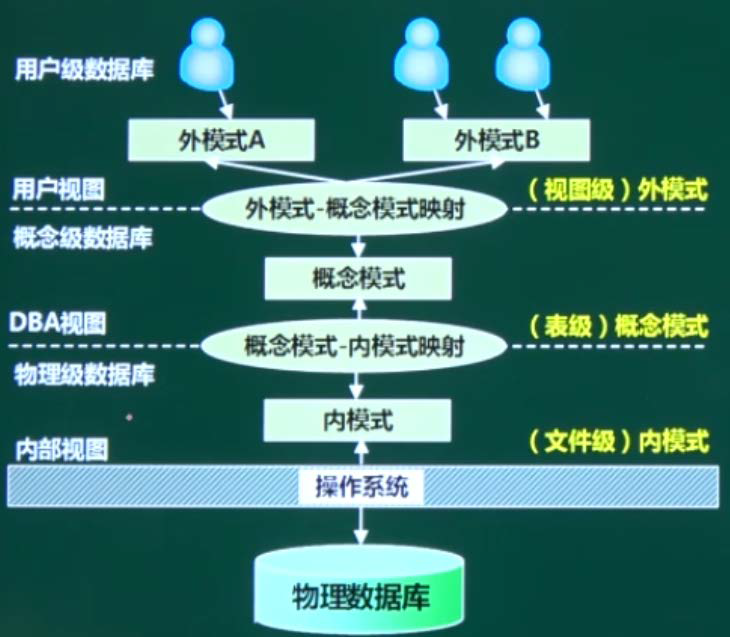 用户级数据库
外模式A
外模式B
用户视图
外模式-概念模式映射
（视图级）外模式
概念级数据库
概念模式
DBA视图
概念模式-内模式映射
（表级）概念模式
物理级数据库
内模式
内部视图
（文件级）内模式
操作系统
物理数据库